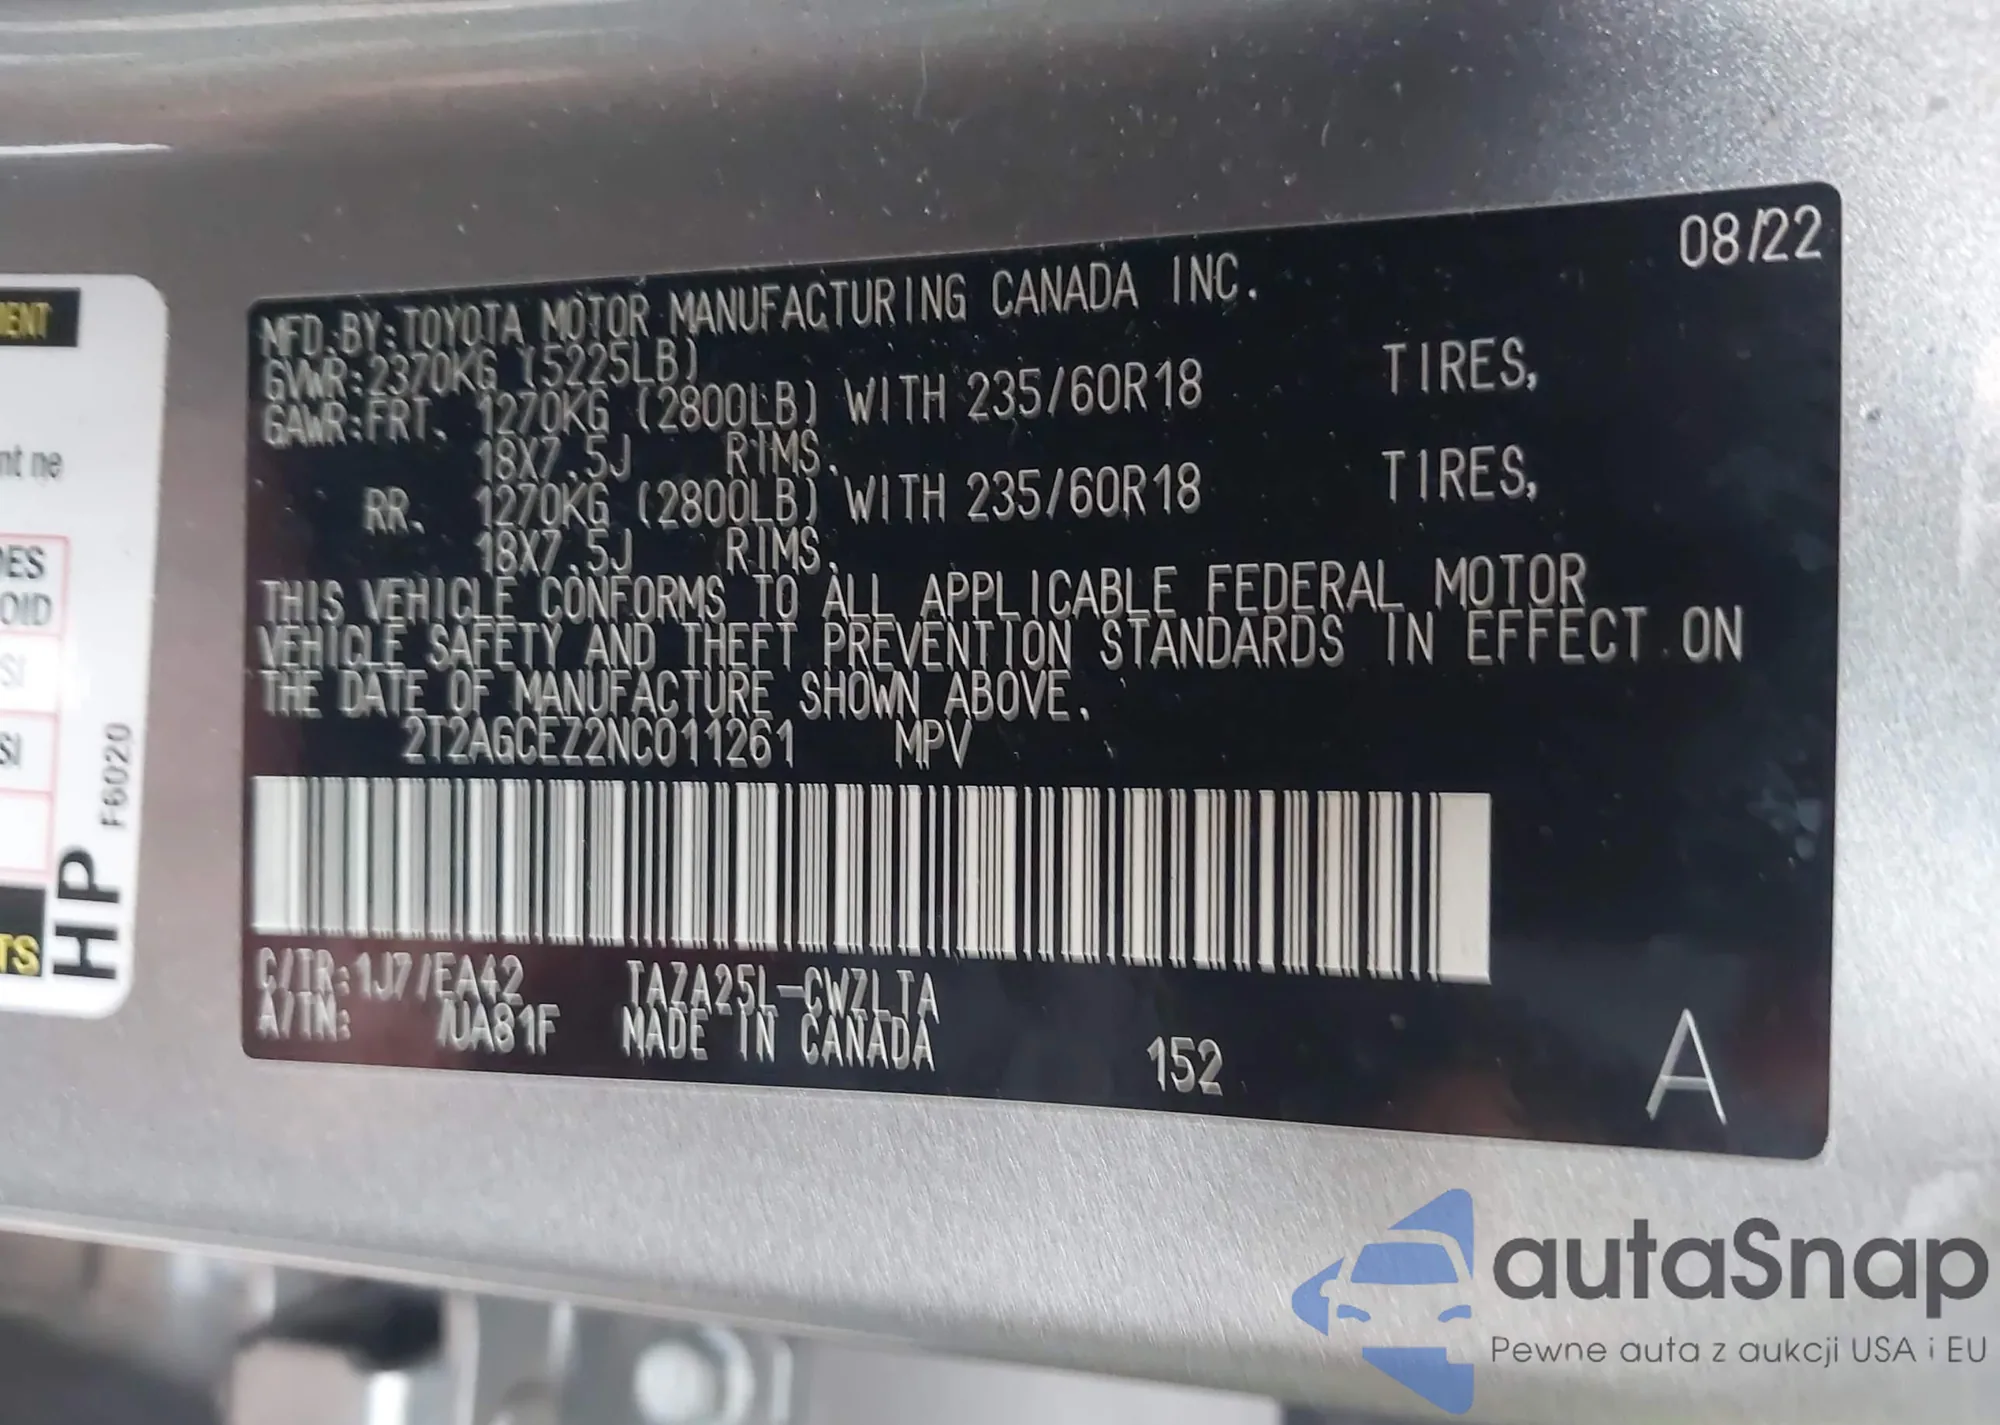 08/22
MFD.BY:TOYOTA MOTOR MANUFACTURING CANADA INC.
GVWR:2370KG (5225LB)
GAWR:FRT. 1270KG (2800LB) WITH 235/60R18 TIRES,
18X7.5J RIMS.
RR. 1270KG (2800LB) WITH 235/60R18 TIRES,
18X7.5J RIMS.
THIS VEHICLE CONFORMS TO ALL APPLICABLE FEDERAL MOTOR
VEHICLE SAFETY AND THEFT PREVENTION STANDARDS IN EFFECT ON
THE DATE OF MANUFACTURE SHOWN ABOVE.
2T2AGCEZ2NC011261 MPV
C/TR:1J7/EA42 TAZA25L-CWZLTA
A/TN: /UA81F MADE IN CANADA
152
A
ne
SI
SI
HP
F6020
autaSnap
Pewne auta z aukcji USA i EU